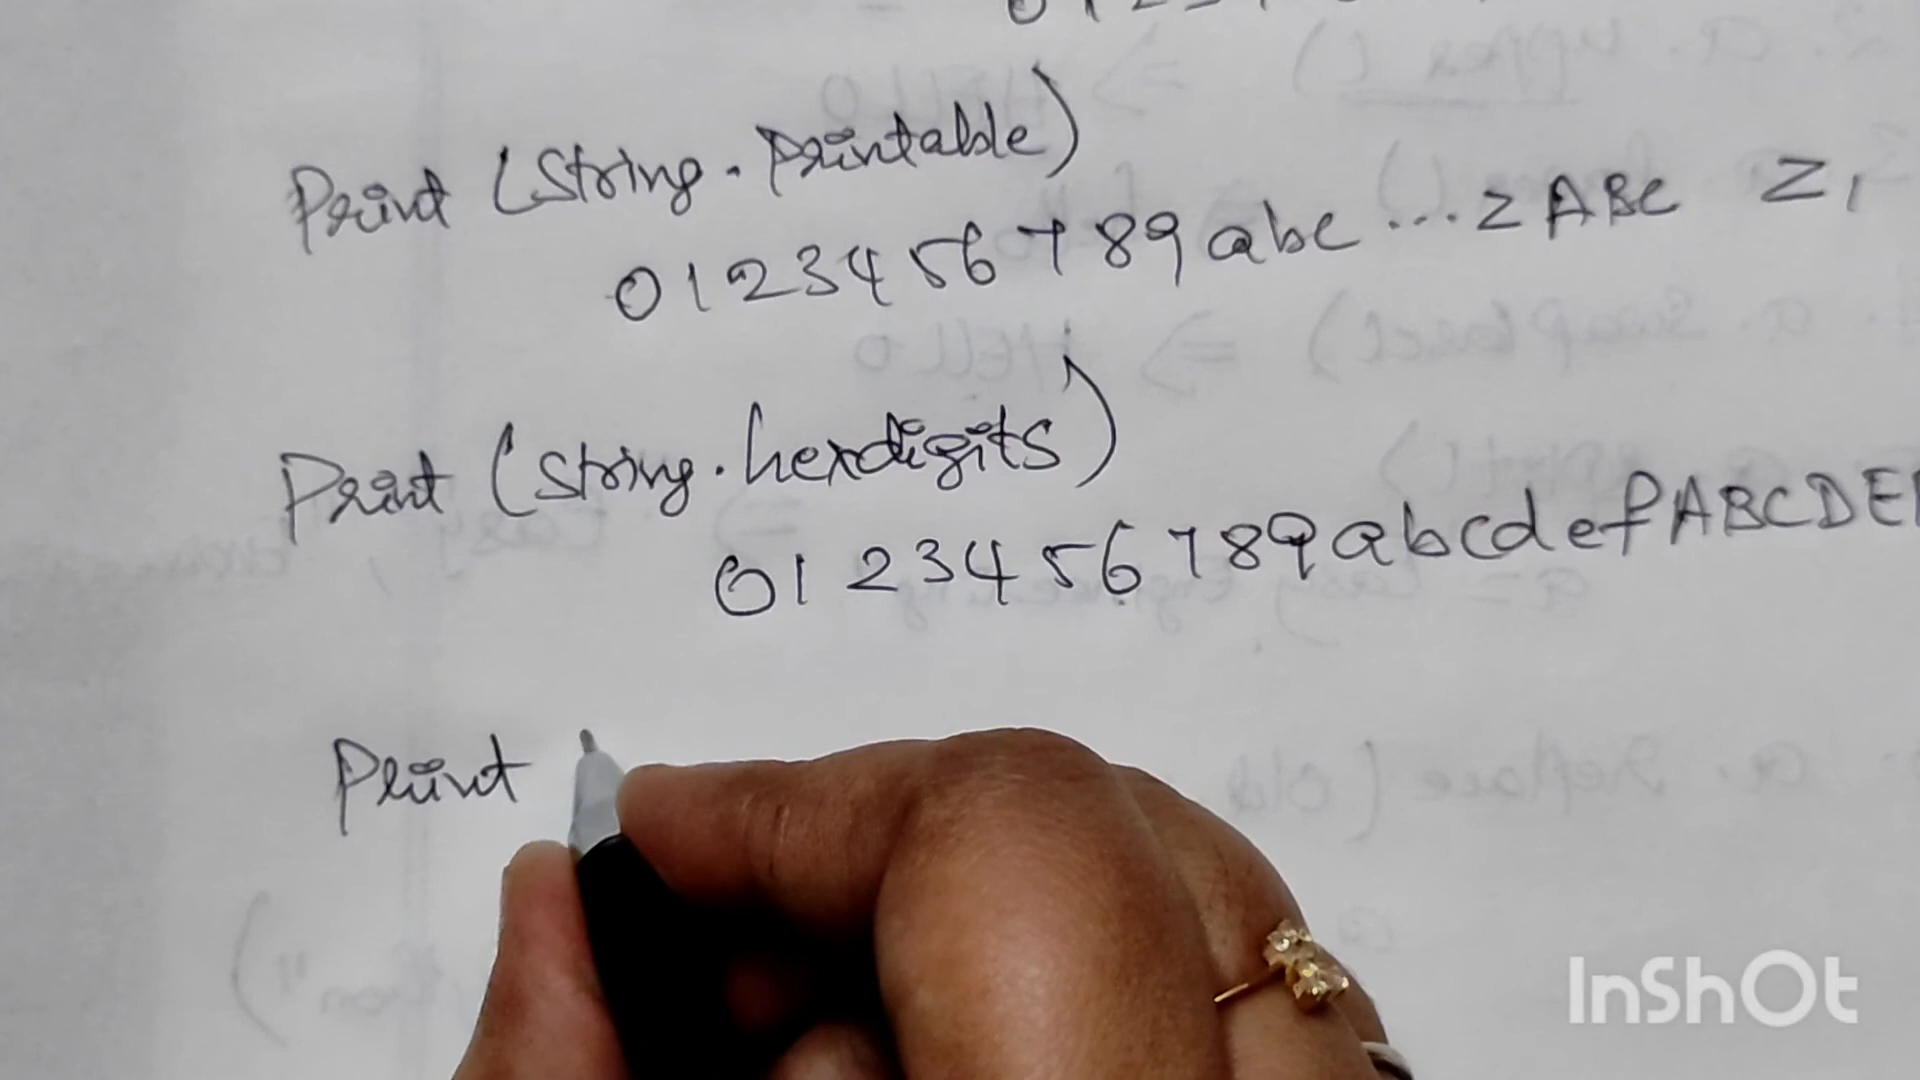 Print (String.printable)
0123456789abc...zABC Z,
Print (String.hexdigits)
0123456789abcdefABCDE
Print
InShOt